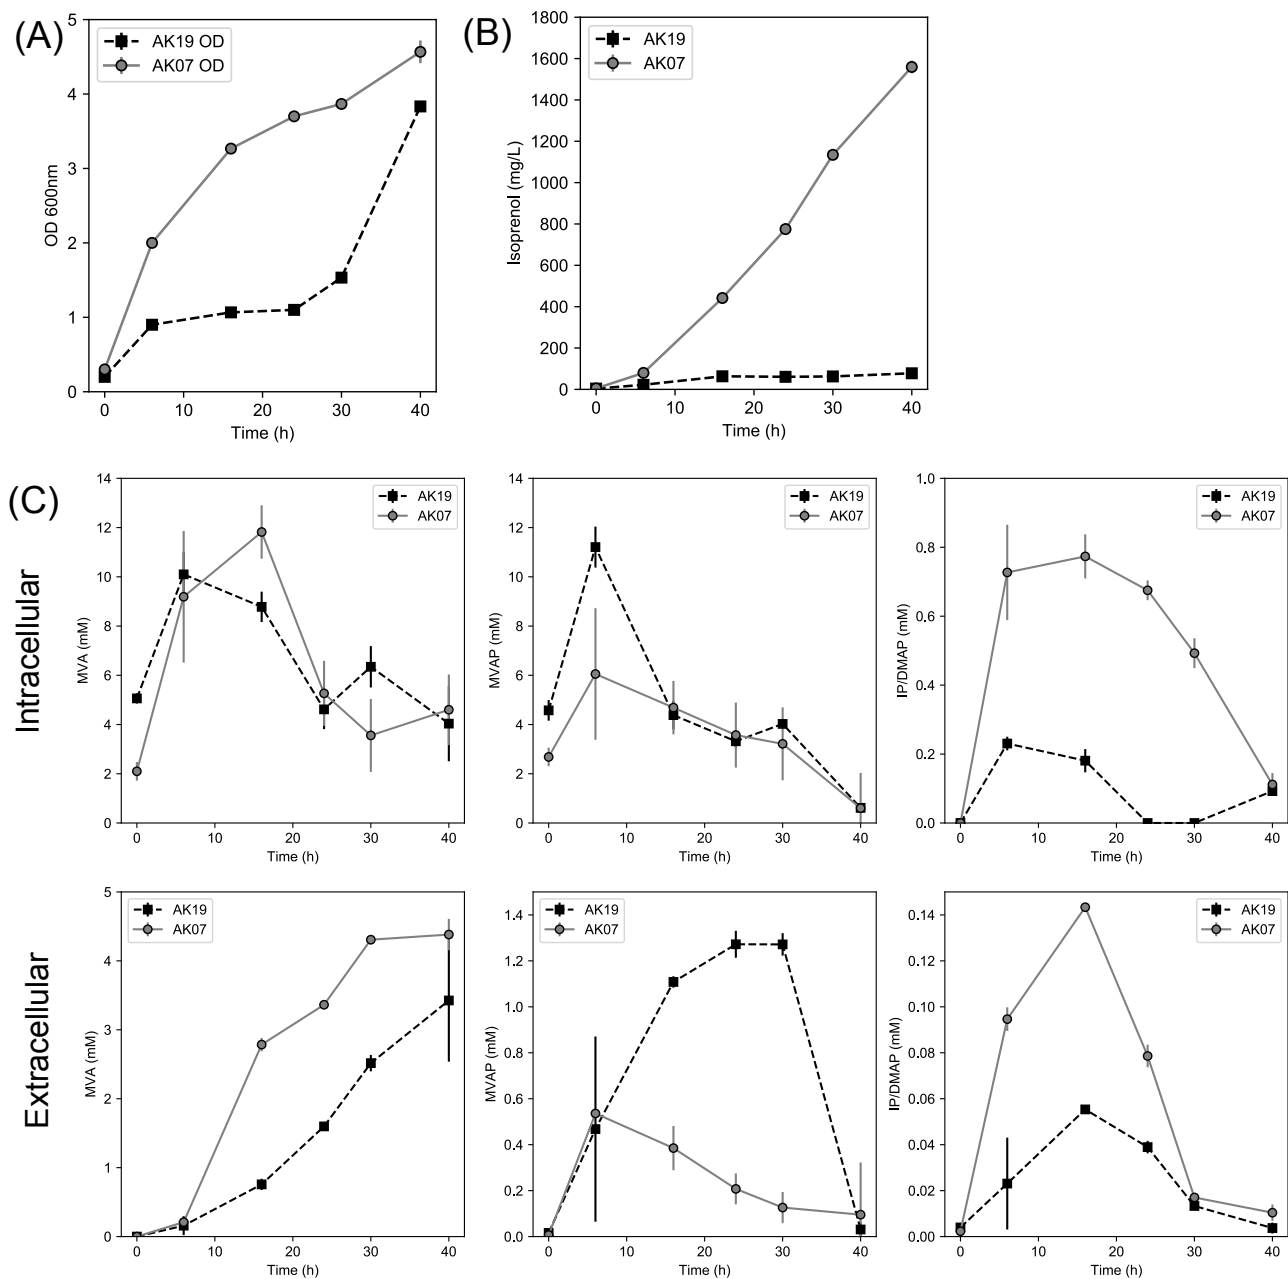 (A)
AK19 OD
AK07 OD
5
4
3
2
1
0
OD 600nm
0 10 20 30 40
Time (h)
(B)
AK19
AK07
1800
1600
1400
1200
1000
800
600
400
200
0
Isoprenol (mg/L)
0 10 20 30 40
Time (h)
(C)
Intracellular
AK19
AK07
14
12
10
8
6
4
2
0
MVA (mM)
0 10 20 30 40
Time (h)
AK19
AK07
14
12
10
8
6
4
2
0
MVAP (mM)
0 10 20 30 40
Time (h)
AK19
AK07
1.0
0.8
0.6
0.4
0.2
0.0
IP/DMAP (mM)
0 10 20 30 40
Time (h)
Extracellular
AK19
AK07
5
4
3
2
1
0
MVA (mM)
0 10 20 30 40
Time (h)
AK19
AK07
1.4
1.2
1.0
0.8
0.6
0.4
0.2
0.0
MVAP (mM)
0 10 20 30 40
Time (h)
AK19
AK07
0.14
0.12
0.10
0.08
0.06
0.04
0.02
0.00
IP/DMAP (mM)
0 10 20 30 40
Time (h)